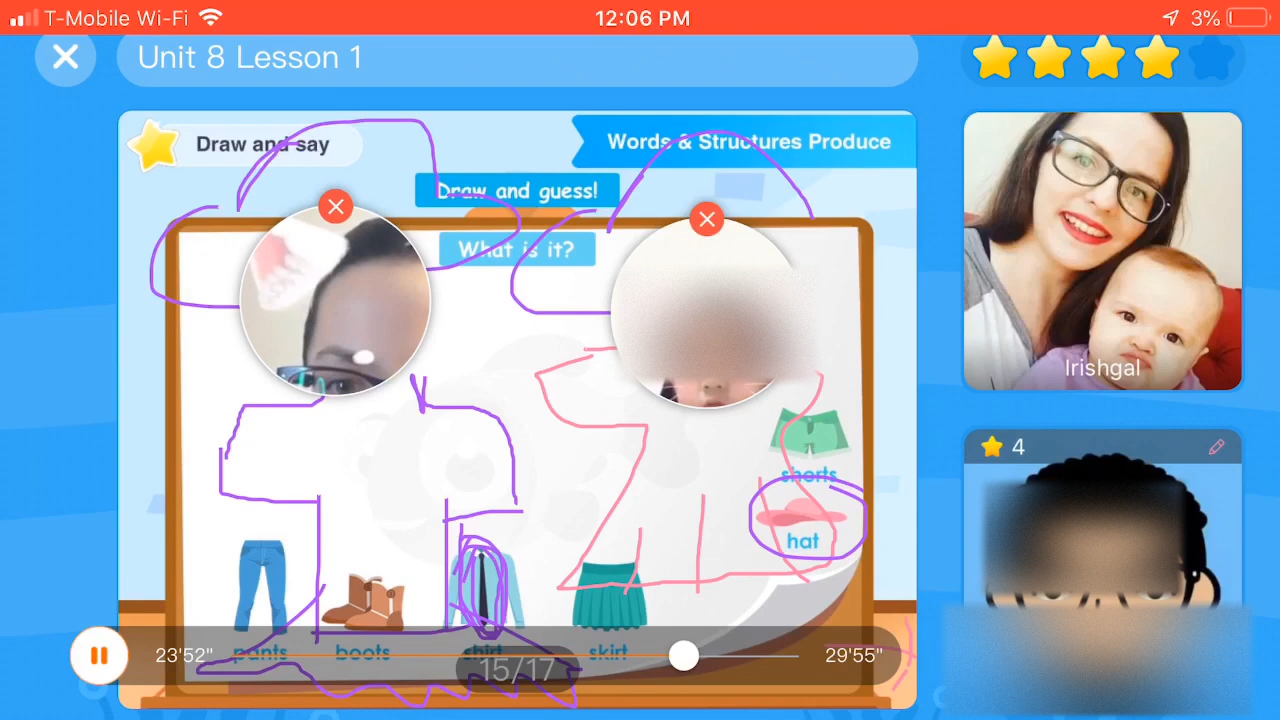 T-Mobile Wi-Fi 12:06 PM 3%
Unit 8 Lesson 1
Draw and say
Words & Structures Produce
Draw and guess!
What is it?
Irishgal
4
shorts
hat
pants boots shirt skirt
23'52" 15/17 29'55"